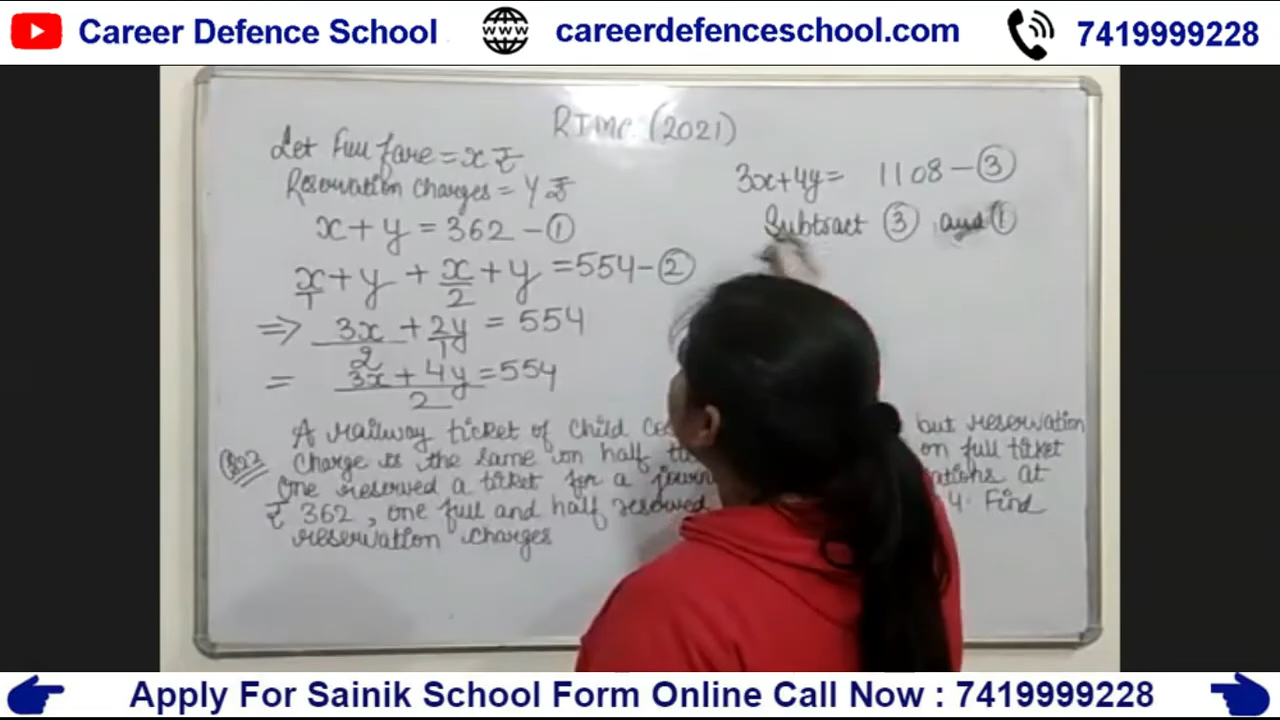 Career Defence School
careerdefenceschool.com
7419999228
RIMC (2021)
Let Full fare = x ₹
Reservation charges = y ₹
x + y = 362 - ①
x/1 + y + x/2 + y = 554 - ②
=> 3x/2 + 2y/1 = 554
= 3x + 4y/2 = 554
3x+4y = 1108 - ③
Subtract ③ and ①
A railway ticket of child but reservation
charge is the same on half on full ticket
One reserved a ticket for a at
₹ 362, one full and half reserved 4. Find
reservation charges
Apply For Sainik School Form Online Call Now : 7419999228